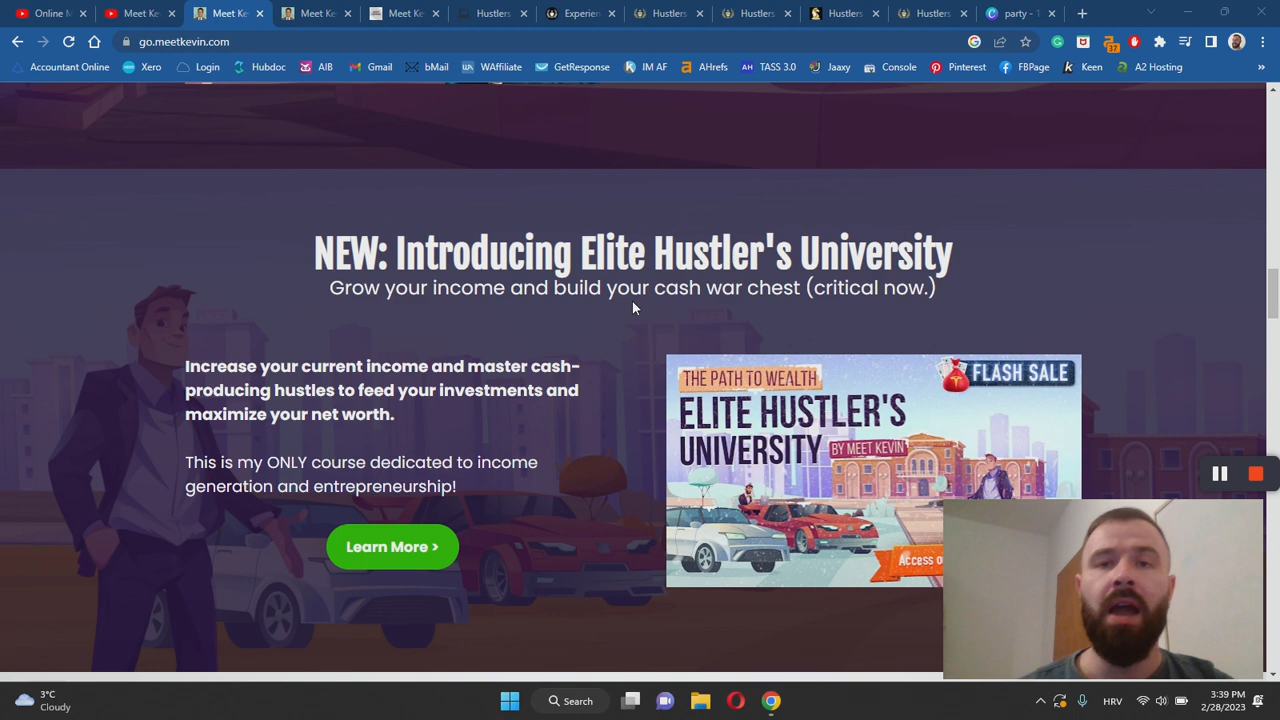 Online M
Meet Kev
Meet Ke
Meet Ke
Meet Ke
Hustlers
Experien
Hustlers
Hustlers
Hustlers
Hustlers
party - 1
go.meetkevin.com
37
Accountant Online
Xero
Login
Hubdoc
AIB
Gmail
bMail
WAffiliate
GetResponse
IM AF
AHrefs
TASS 3.0
Jaaxy
Console
Pinterest
FBPage
Keen
A2 Hosting
NEW: Introducing Elite Hustler's University
Grow your income and build your cash war chest (critical now.)
Increase your current income and master cash-
producing hustles to feed your investments and
maximize your net worth.
This is my ONLY course dedicated to income
generation and entrepreneurship!
Learn More >
FLASH SALE
THE PATH TO WEALTH
ELITE HUSTLER'S
UNIVERSITY
BY MEET KEVIN
Access
3°C
Cloudy
Search
HRV
3:39 PM
2/28/2023